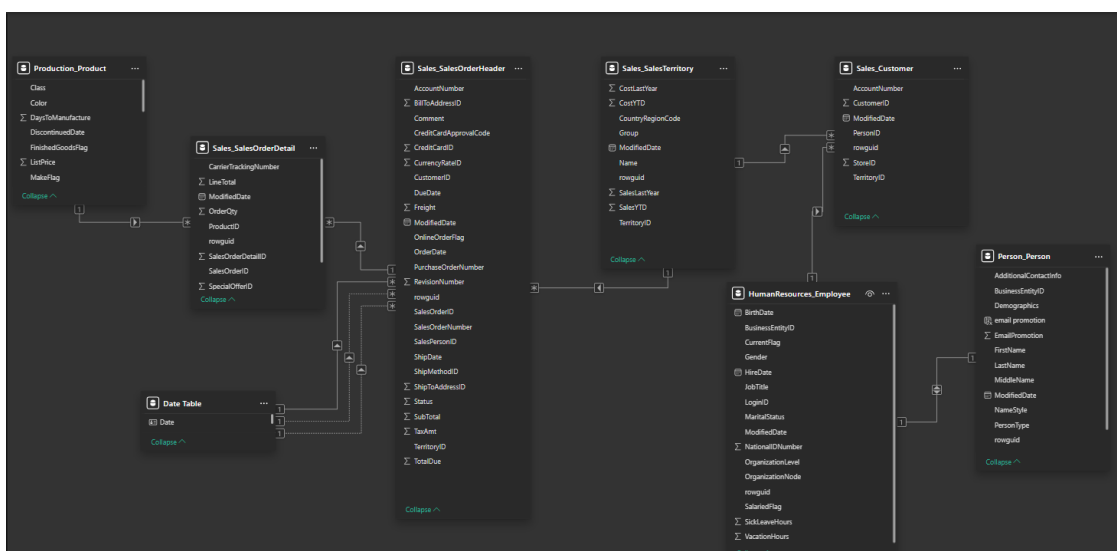 Production_Product
Class
Color
DaysToManufacture
DiscontinuedDate
FinishedGoodsFlag
ListPrice
MakeFlag
Collapse
1
*
Sales_SalesOrderDetail
CarrierTrackingNumber
LineTotal
ModifiedDate
OrderQty
ProductID
rowguid
SalesOrderDetailID
SalesOrderID
SpecialOfferID
Collapse
*
1
Date Table
Date
Collapse
1
1
1
Sales_SalesOrderHeader
AccountNumber
BillToAddressID
Comment
CreditCardApprovalCode
CreditCardID
CurrencyRateID
CustomerID
DueDate
Freight
ModifiedDate
OnlineOrderFlag
OrderDate
PurchaseOrderNumber
RevisionNumber
rowguid
SalesOrderID
SalesOrderNumber
SalesPersonID
ShipDate
ShipMethodID
ShipToAddressID
Status
SubTotal
TaxAmt
TerritoryID
TotalDue
Collapse
*
*
*
*
Sales_SalesTerritory
CostLastYear
CostYTD
CountryRegionCode
Group
ModifiedDate
Name
rowguid
SalesLastYear
SalesYTD
TerritoryID
Collapse
1
1
Sales_Customer
AccountNumber
CustomerID
ModifiedDate
PersonID
rowguid
StoreID
TerritoryID
Collapse
*
*
1
HumanResources_Employee
BirthDate
BusinessEntityID
CurrentFlag
Gender
HireDate
JobTitle
LoginID
MaritalStatus
ModifiedDate
NationalIDNumber
OrganizationLevel
OrganizationNode
rowguid
SalariedFlag
SickLeaveHours
VacationHours
1
1
Person_Person
AdditionalContactInfo
BusinessEntityID
Demographics
email promotion
EmailPromotion
FirstName
LastName
MiddleName
ModifiedDate
NameStyle
PersonType
rowguid
Collapse